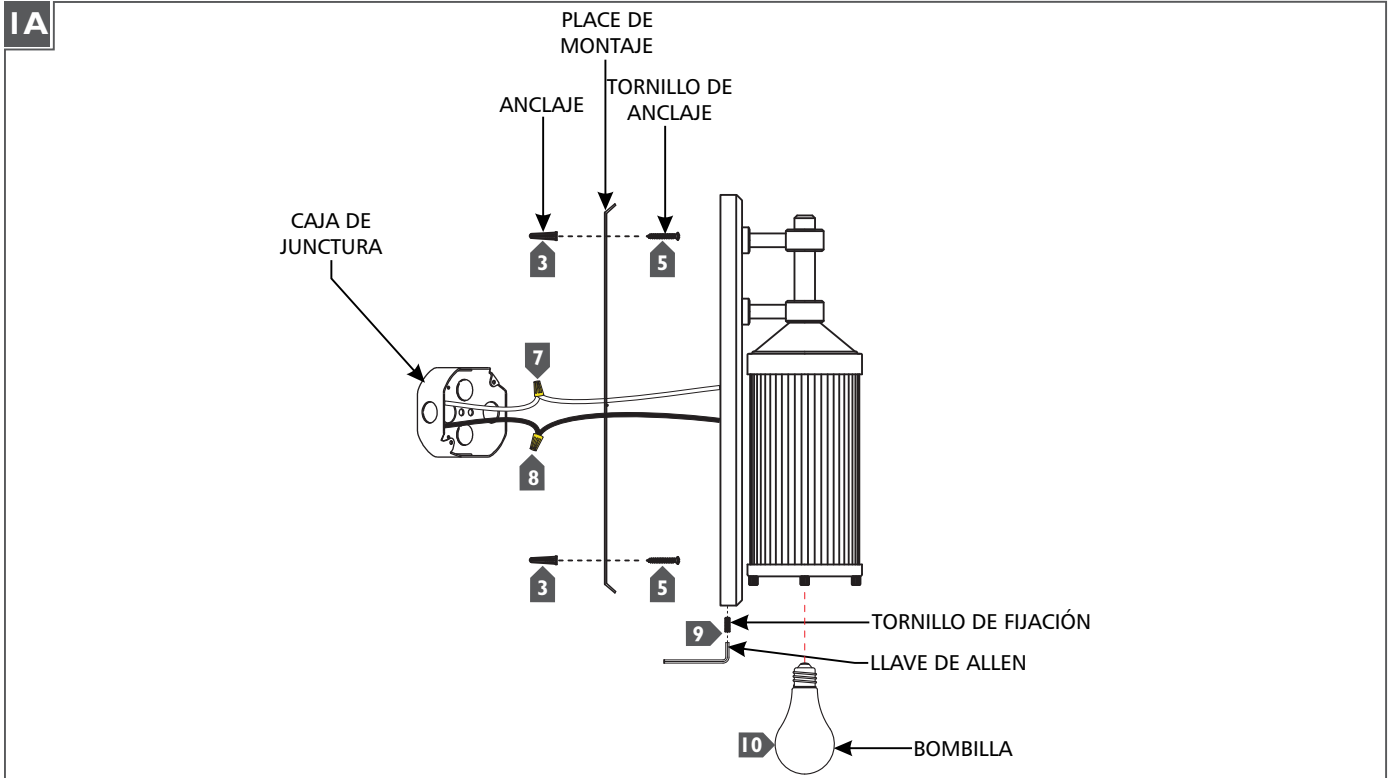 1A
PLACE DE
MONTAJE
ANCLAJE
TORNILLO DE
ANCLAJE
CAJA DE
JUNCTURA
3
5
7
8
3
5
9
TORNILLO DE FIJACIÓN
LLAVE DE ALLEN
10
BOMBILLA